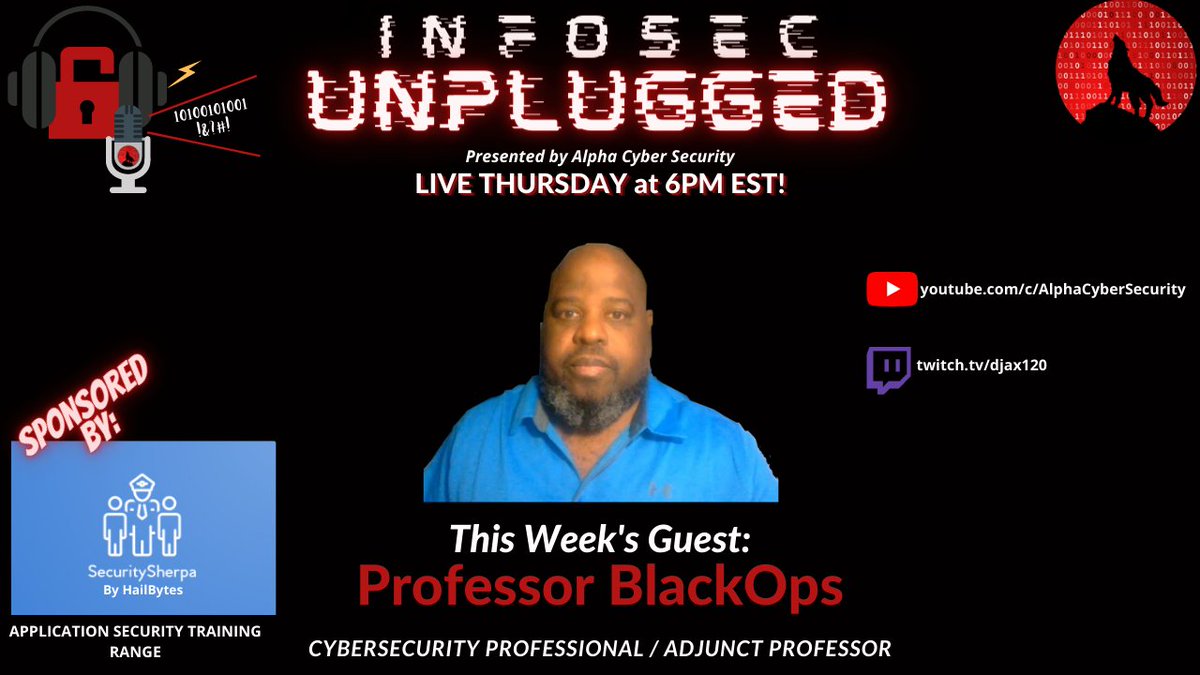 INFOSEC
UNPLUGGED
10100101001
!&?#!
Presented by Alpha Cyber Security
LIVE THURSDAY at 6PM EST!
youtube.com/c/AlphaCyberSecurity
twitch.tv/djax120
SPONSORED
BY:
SecuritySherpa
By HailBytes
APPLICATION SECURITY TRAINING
RANGE
This Week's Guest:
Professor BlackOps
CYBERSECURITY PROFESSIONAL / ADJUNCT PROFESSOR